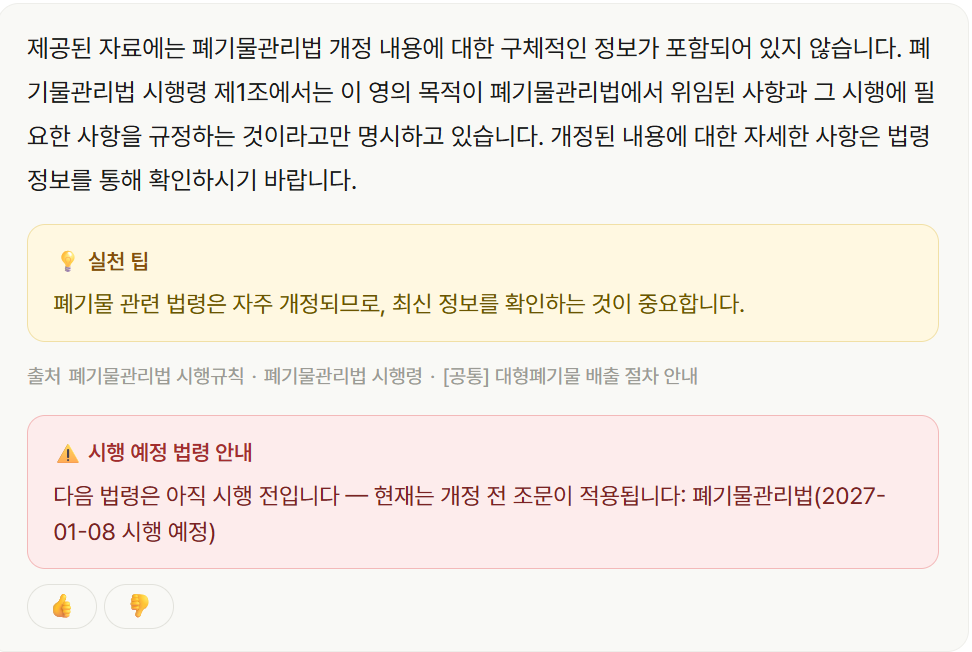 제공된 자료에는 폐기물관리법 개정 내용에 대한 구체적인 정보가 포함되어 있지 않습니다. 폐
기물관리법 시행령 제1조에서는 이 영의 목적이 폐기물관리법에서 위임된 사항과 그 시행에 필
요한 사항을 규정하는 것이라고만 명시하고 있습니다. 개정된 내용에 대한 자세한 사항은 법령
정보를 통해 확인하시기 바랍니다.
💡 실천 팁
폐기물 관련 법령은 자주 개정되므로, 최신 정보를 확인하는 것이 중요합니다.
출처 폐기물관리법 시행규칙 · 폐기물관리법 시행령 · [공통] 대형폐기물 배출 절차 안내
⚠️ 시행 예정 법령 안내
다음 법령은 아직 시행 전입니다 — 현재는 개정 전 조문이 적용됩니다: 폐기물관리법(2027-
01-08 시행 예정)